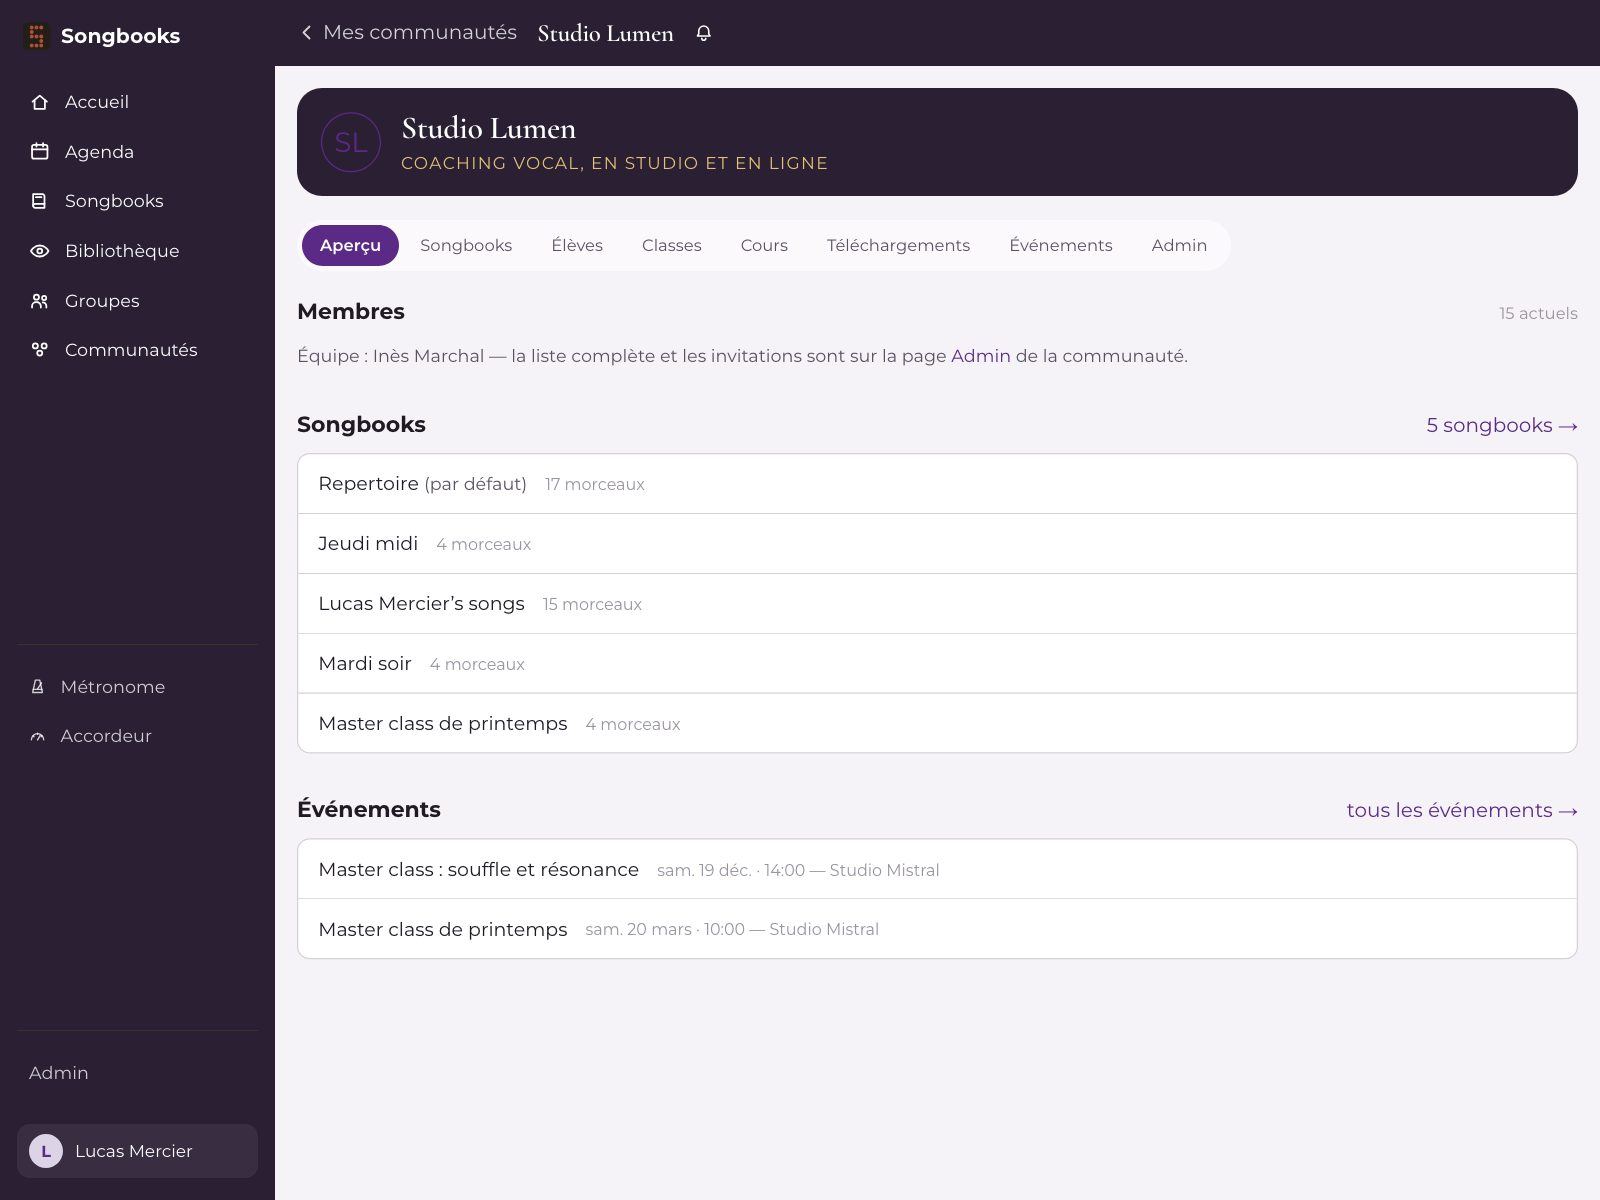 Songbooks
Accueil
Agenda
Songbooks
Bibliothèque
Groupes
Communautés
Métronome
Accordeur
Admin
L
Lucas Mercier
Mes communautés
Studio Lumen
SL
Studio Lumen
COACHING VOCAL, EN STUDIO ET EN LIGNE
Aperçu
Songbooks
Élèves
Classes
Cours
Téléchargements
Événements
Admin
Membres
15 actuels
Équipe : Inès Marchal — la liste complète et les invitations sont sur la page Admin de la communauté.
Songbooks
5 songbooks →
Repertoire (par défaut) 17 morceaux
Jeudi midi 4 morceaux
Lucas Mercier’s songs 15 morceaux
Mardi soir 4 morceaux
Master class de printemps 4 morceaux
Événements
tous les événements →
Master class : souffle et résonance sam. 19 déc. · 14:00 — Studio Mistral
Master class de printemps sam. 20 mars · 10:00 — Studio Mistral